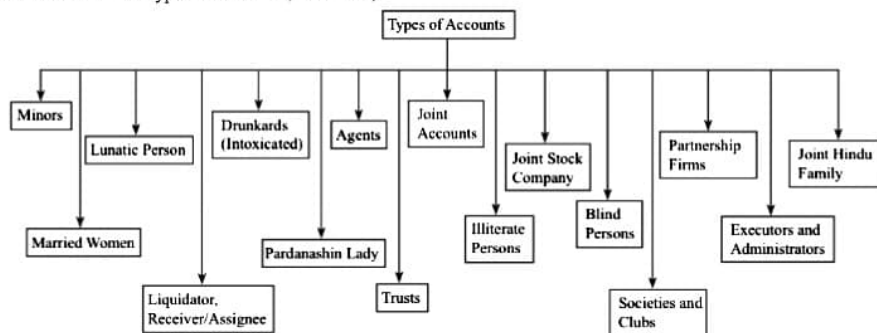 Types of Accounts
Minors
Lunatic Person
Drunkards
(Intoxicated)
Agents
Joint
Accounts
Joint Stock
Company
Partnership
Firms
Joint Hindu
Family
Married Women
Pardanashin Lady
Illiterate
Persons
Blind
Persons
Executors and
Administrators
Liquidator,
Receiver/Assignee
Trusts
Societies and
Clubs